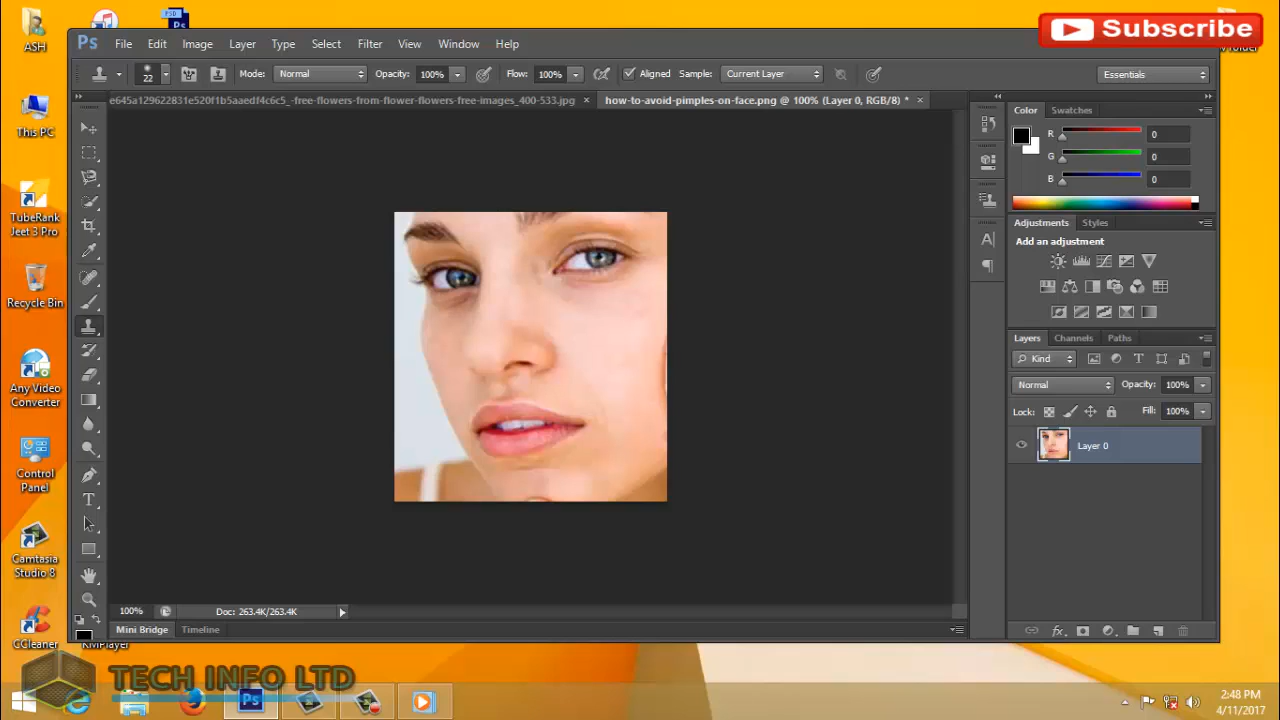 Subscribe
ASH
Ps
File Edit Image Layer Type Select Filter View Window Help
22 Mode: Normal Opacity: 100% Flow: 100% Aligned Sample: Current Layer Essentials
e645a129622831e520f1b5aaedf4c6c5_-free-flowers-from-flower-flowers-free-images_400-533.jpg × how-to-avoid-pimples-on-face.png @ 100% (Layer 0, RGB/8) * ×
Color Swatches
R 0
G 0
B 0
This PC
TubeRank
Jeet 3 Pro
Adjustments Styles
Add an adjustment
Recycle Bin
Layers Channels Paths
Kind
Normal Opacity: 100%
Lock: Fill: 100%
Layer 0
Any Video
Converter
Control
Panel
Camtasia
Studio 8
100% Doc: 263.4K/263.4K
Mini Bridge Timeline
CCleaner
KMPlayer
TECH INFO LTD
Ps
2:48 PM
4/11/2017